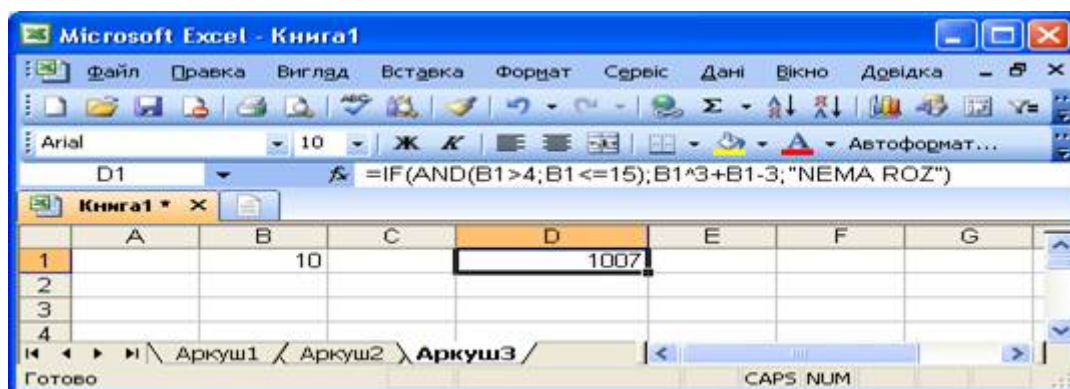 Microsoft Excel - Книга1
Файл Правка Вигляд Вставка Формат Сервіс Дані Вікно Довідка
Arial 10 Ж К Автоформат...
D1 fx =IF(AND(B1>4;B1<=15);B1^3+B1-3;"NEMA ROZ")
Книга1 *
A B C D E F G
1 10 1007
2
3
4
Аркуш1 Аркуш2 Аркуш3
Готово CAPS NUM